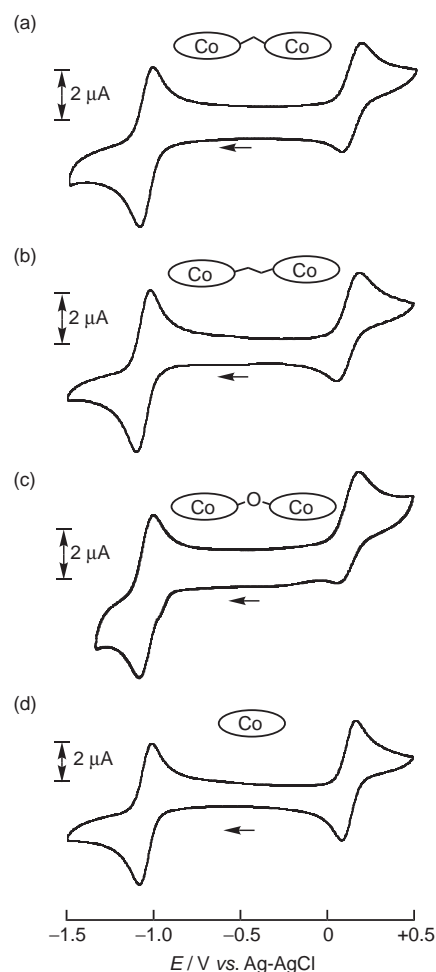 (a)
Co Co
2 μA
(b)
Co Co
2 μA
(c)
Co O Co
2 μA
(d)
Co
2 μA
−1.5 −1.0 −0.5 0 +0.5
E / V vs. Ag-AgCl